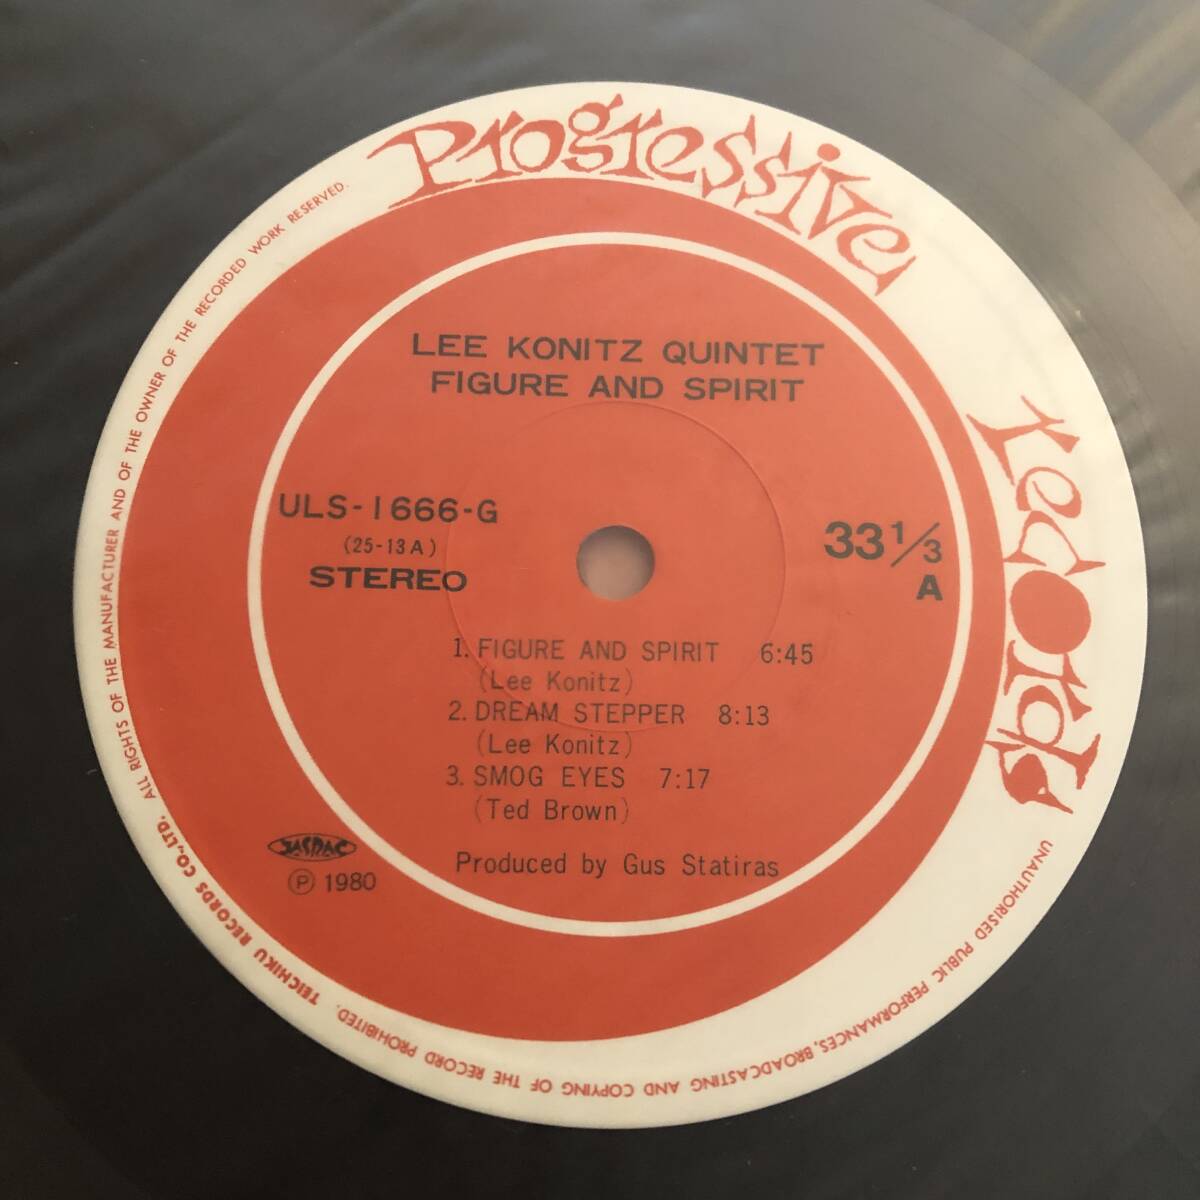 Progressive
records
LEE KONITZ QUINTET
FIGURE AND SPIRIT
ULS-1666-G
(25-13A)
STEREO
33 1/3
A
1. FIGURE AND SPIRIT 6:45
(Lee Konitz)
2. DREAM STEPPER 8:13
(Lee Konitz)
3. SMOG EYES 7:17
(Ted Brown)
Produced by Gus Statiras
JASRAC
Ⓟ 1980
TEICHIKU RECORDS CO.,LTD. ALL RIGHTS OF THE MANUFACTURER AND OF THE OWNER OF THE RECORDED WORK RESERVED.
UNAUTHORISED PUBLIC PERFORMANCES, BROADCASTING AND COPYING OF THE RECORD PROHIBITED.